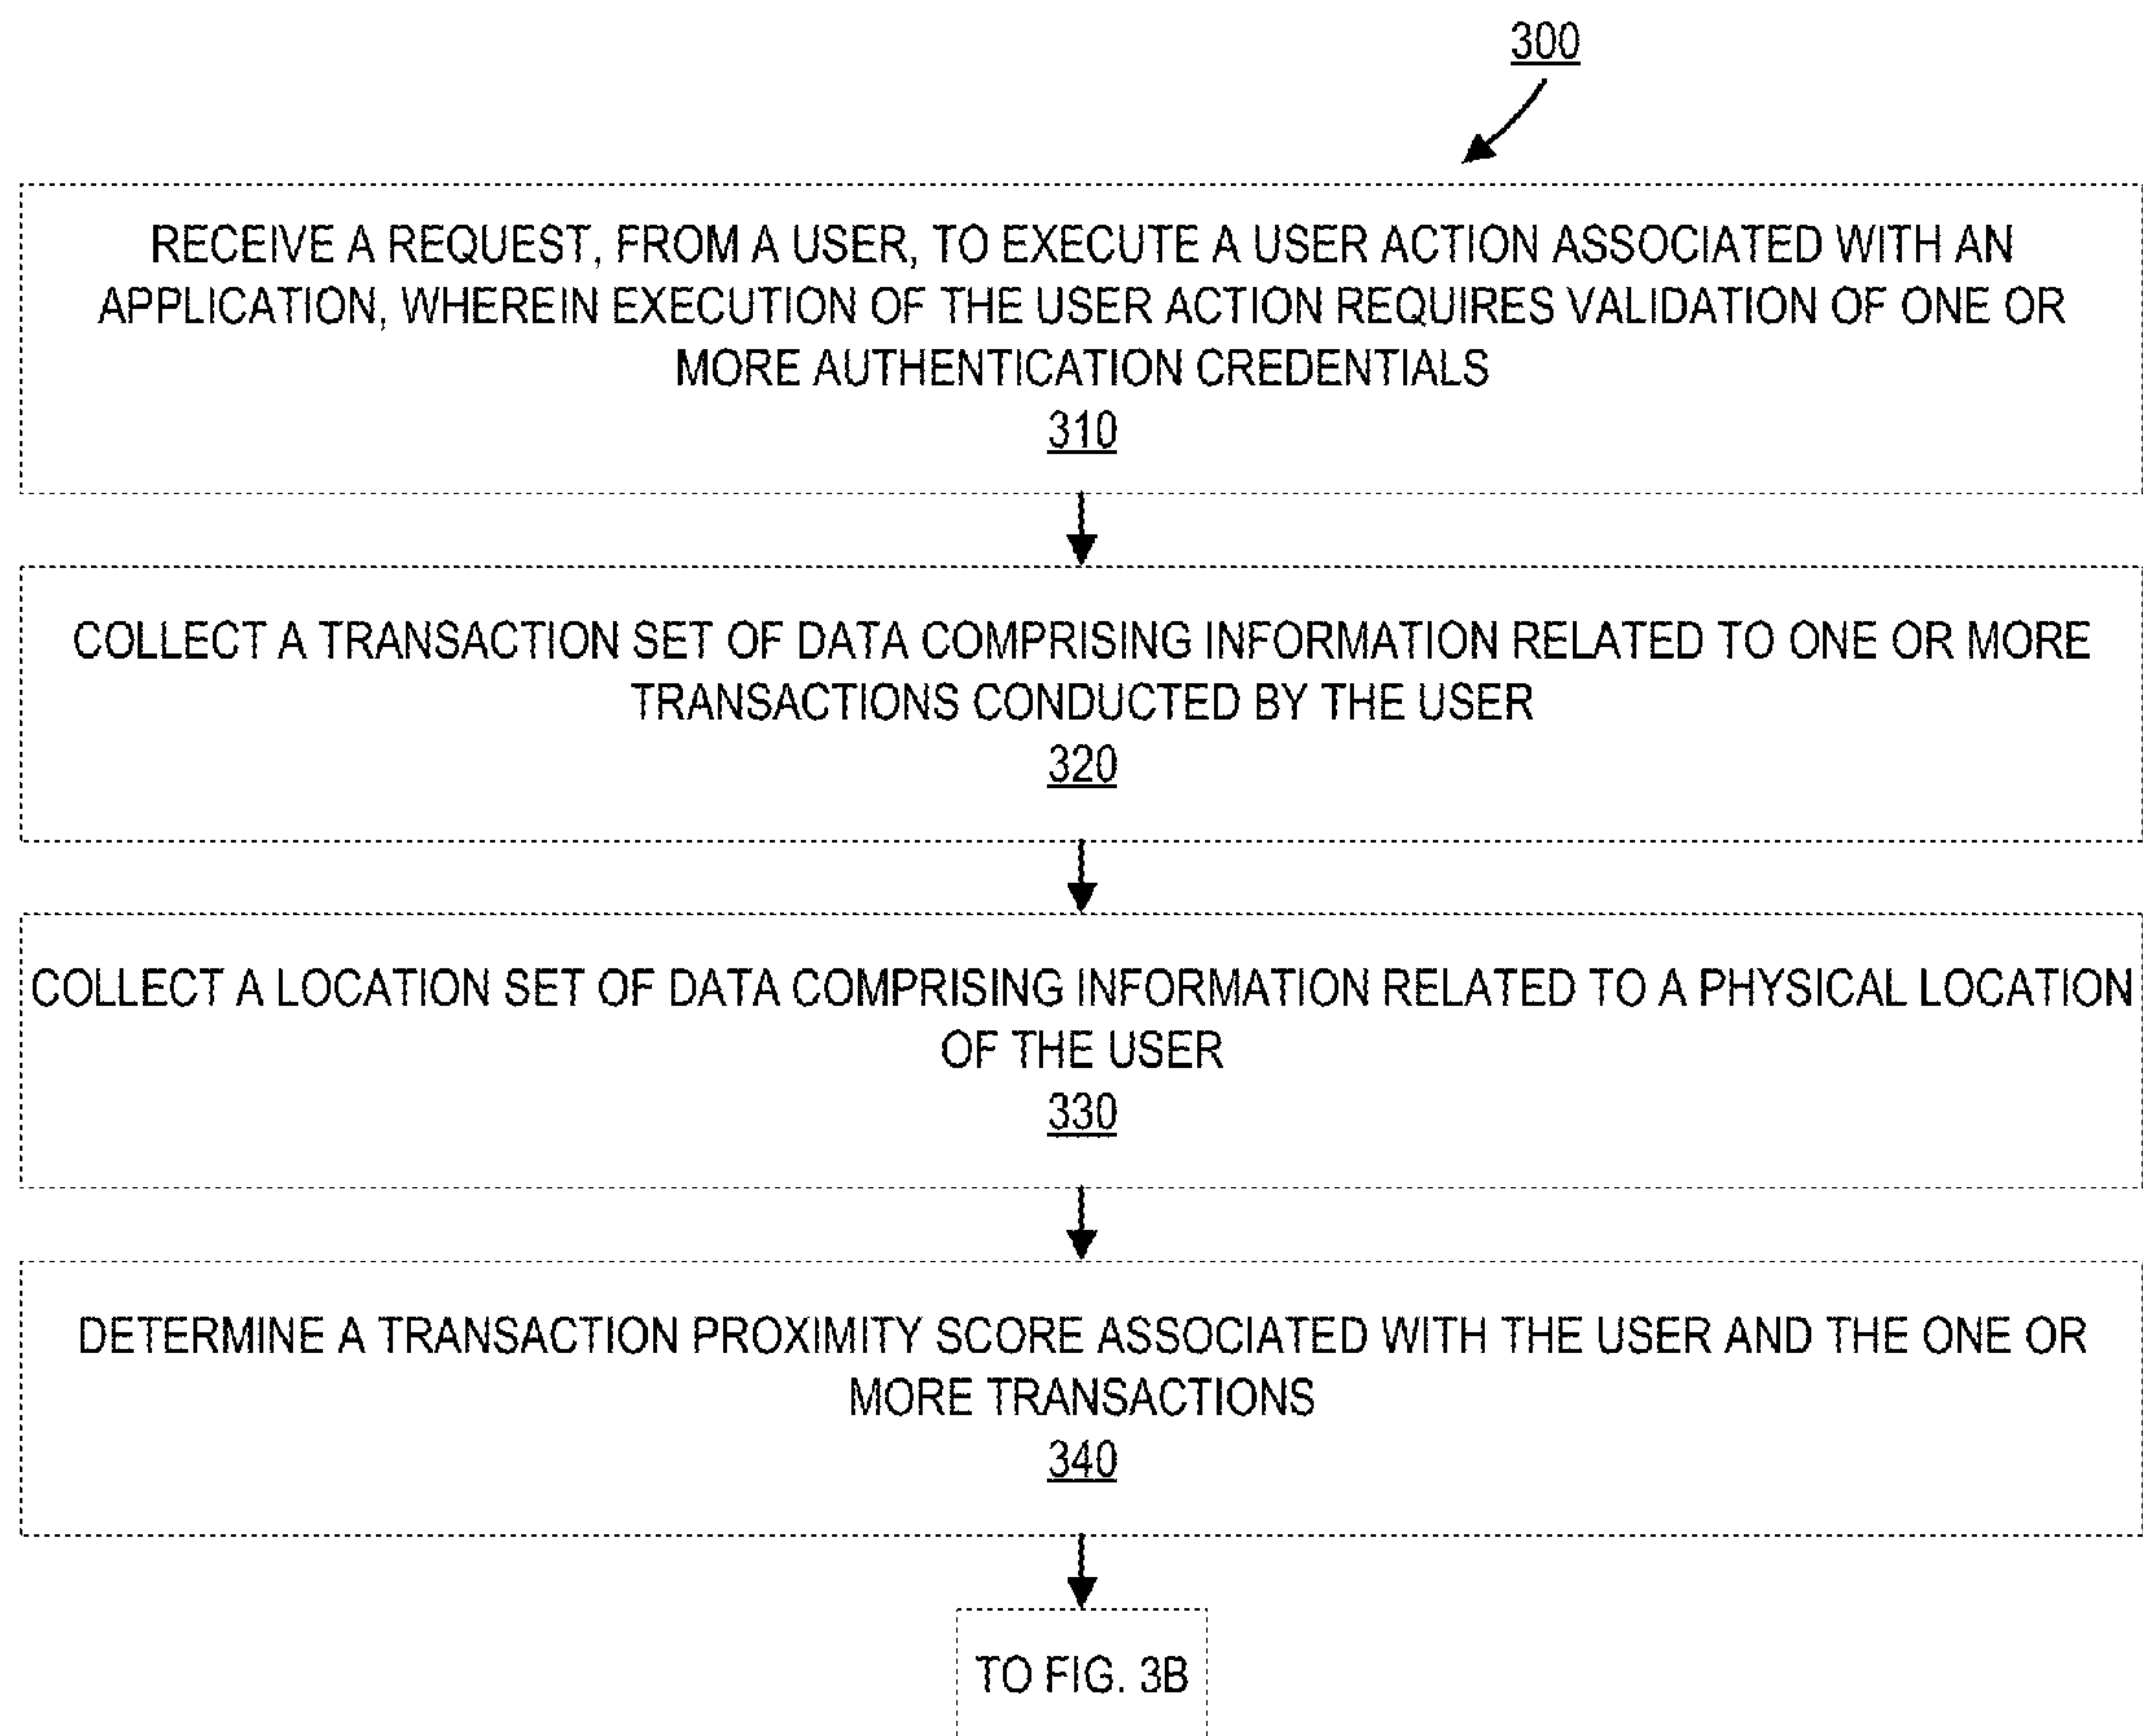 300
RECEIVE A REQUEST, FROM A USER, TO EXECUTE A USER ACTION ASSOCIATED WITH AN
APPLICATION, WHEREIN EXECUTION OF THE USER ACTION REQUIRES VALIDATION OF ONE OR
MORE AUTHENTICATION CREDENTIALS
310
COLLECT A TRANSACTION SET OF DATA COMPRISING INFORMATION RELATED TO ONE OR MORE
TRANSACTIONS CONDUCTED BY THE USER
320
COLLECT A LOCATION SET OF DATA COMPRISING INFORMATION RELATED TO A PHYSICAL LOCATION
OF THE USER
330
DETERMINE A TRANSACTION PROXIMITY SCORE ASSOCIATED WITH THE USER AND THE ONE OR
MORE TRANSACTIONS
340
TO FIG. 3B